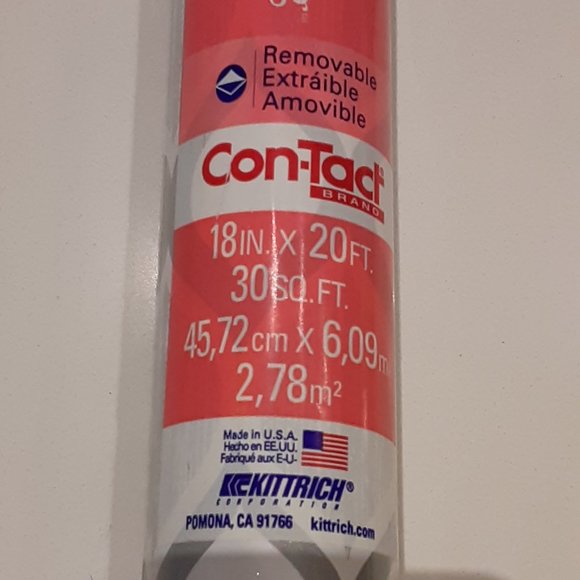 Removable
Extráible
Amovible
Con-Tact
BRAND
18IN. X 20FT.
30SQ.FT.
45,72cm X 6,09m
2,78m²
Made in U.S.A.
Hecho en EE.UU.
Fabriqué aux E-U-
KITTRICH®
CORPORATION
POMONA, CA 91766 kittrich.com